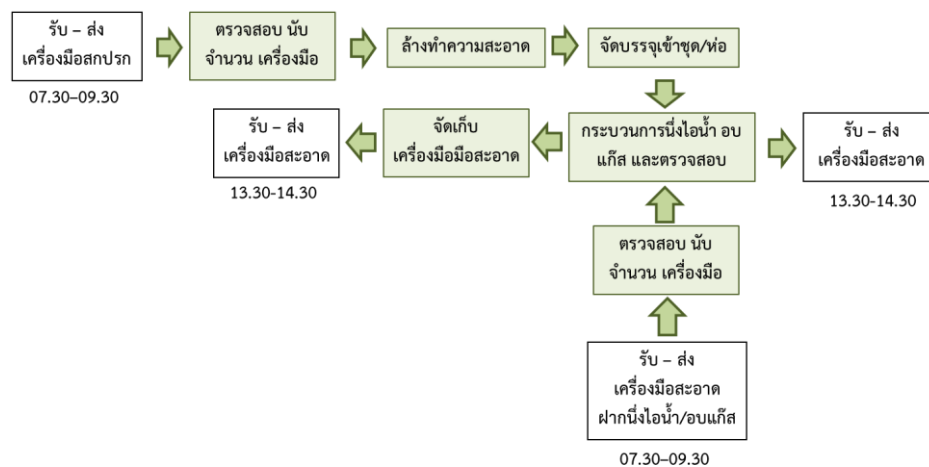 รับ – ส่ง
เครื่องมือสกปรก
07.30–09.30
ตรวจสอบ นับ
จำนวน เครื่องมือ
ล้างทำความสะอาด
จัดบรรจุเข้าชุด/ห่อ
รับ – ส่ง
เครื่องมือสะอาด
13.30-14.30
จัดเก็บ
เครื่องมือมือสะอาด
กระบวนการนึ่งไอน้ำ อบ
แก๊ส และตรวจสอบ
รับ – ส่ง
เครื่องมือสะอาด
13.30-14.30
ตรวจสอบ นับ
จำนวน เครื่องมือ
รับ – ส่ง
เครื่องมือสะอาด
ฝากนึ่งไอน้ำ/อบแก๊ส
07.30–09.30